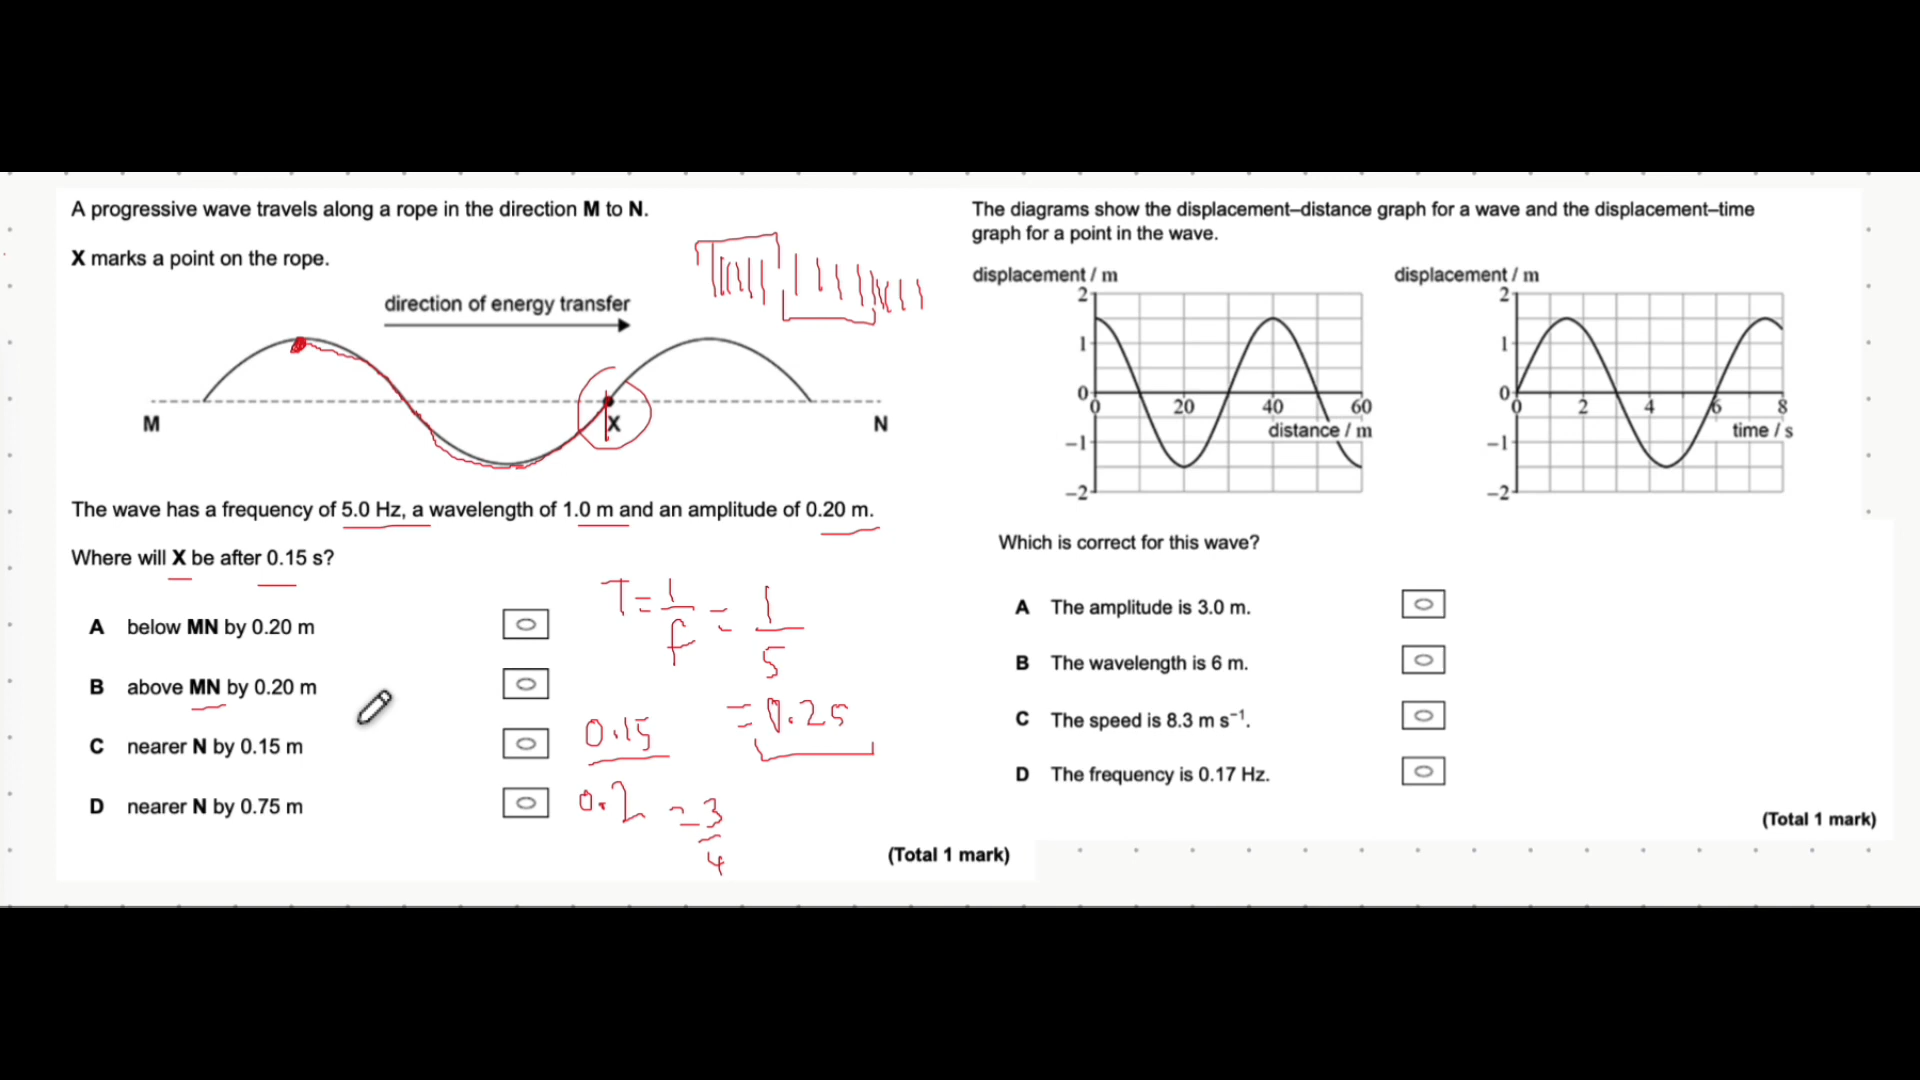 A progressive wave travels along a rope in the direction M to N.
X marks a point on the rope.
direction of energy transfer
M
X
N
The wave has a frequency of 5.0 Hz, a wavelength of 1.0 m and an amplitude of 0.20 m.
Where will X be after 0.15 s?
A below MN by 0.20 m
B above MN by 0.20 m
C nearer N by 0.15 m
D nearer N by 0.75 m
(Total 1 mark)
T = 1/f = 1/5
= 0.25
0.15/0.2 = 3/4
The diagrams show the displacement–distance graph for a wave and the displacement–time
graph for a point in the wave.
displacement / m
2
1
0
−1
−2
0 20 40 60
distance / m
displacement / m
2
1
0
−1
−2
0 2 4 6 8
time / s
Which is correct for this wave?
A The amplitude is 3.0 m.
B The wavelength is 6 m.
C The speed is 8.3 m s⁻¹.
D The frequency is 0.17 Hz.
(Total 1 mark)